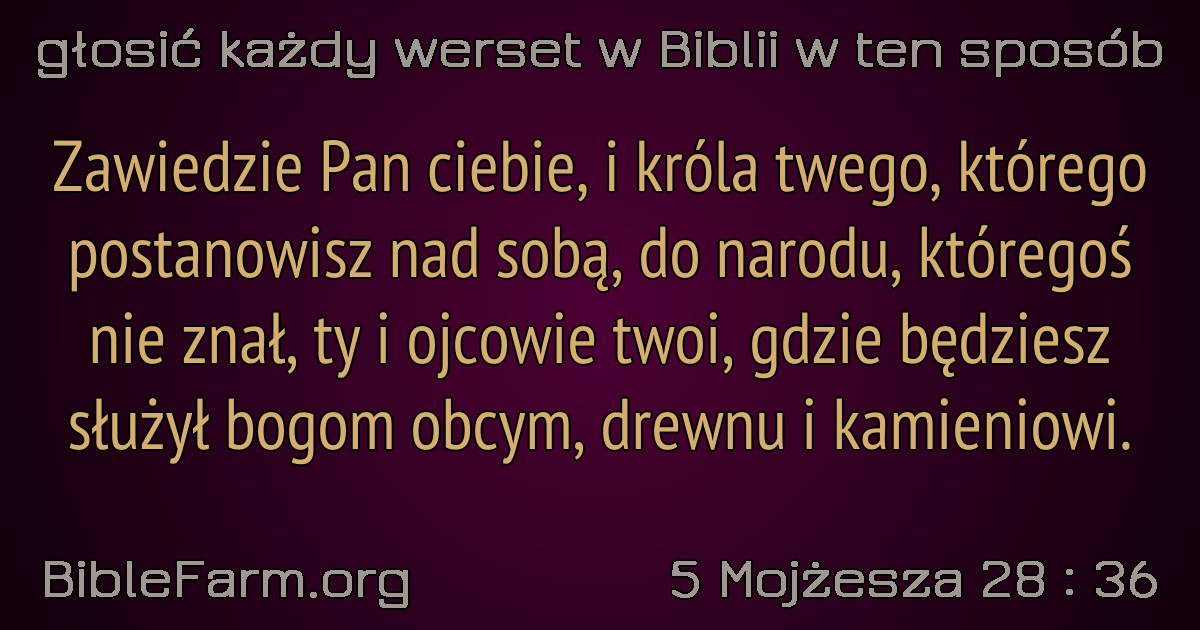 głosić każdy werset w Biblii w ten sposób
Zawiedzie Pan ciebie, i króla twego, którego
postanowisz nad sobą, do narodu, któregoś
nie znał, ty i ojcowie twoi, gdzie będziesz
służył bogom obcym, drewnu i kamieniowi.
BibleFarm.org
5 Mojżesza 28 : 36